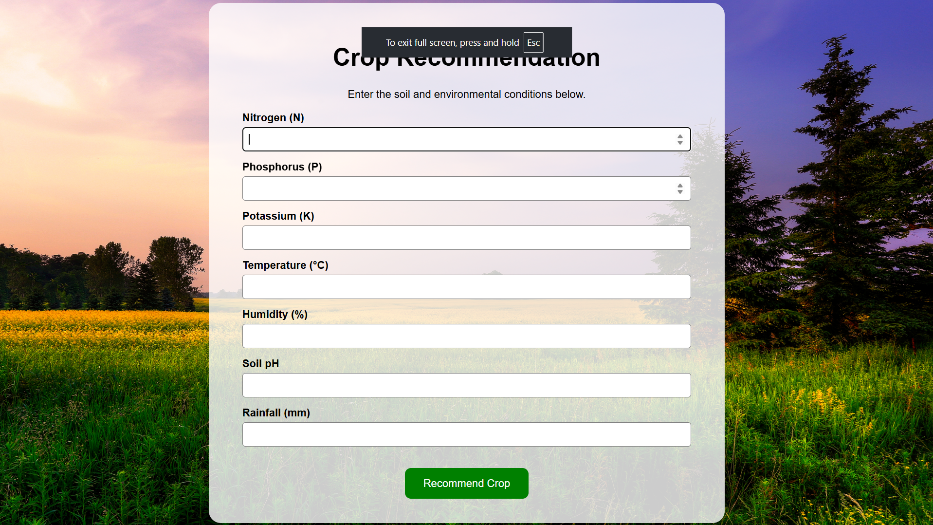 To exit full screen, press and hold Esc
Crop Recommendation
Enter the soil and environmental conditions below.
Nitrogen (N)
Phosphorus (P)
Potassium (K)
Temperature (°C)
Humidity (%)
Soil pH
Rainfall (mm)
Recommend Crop